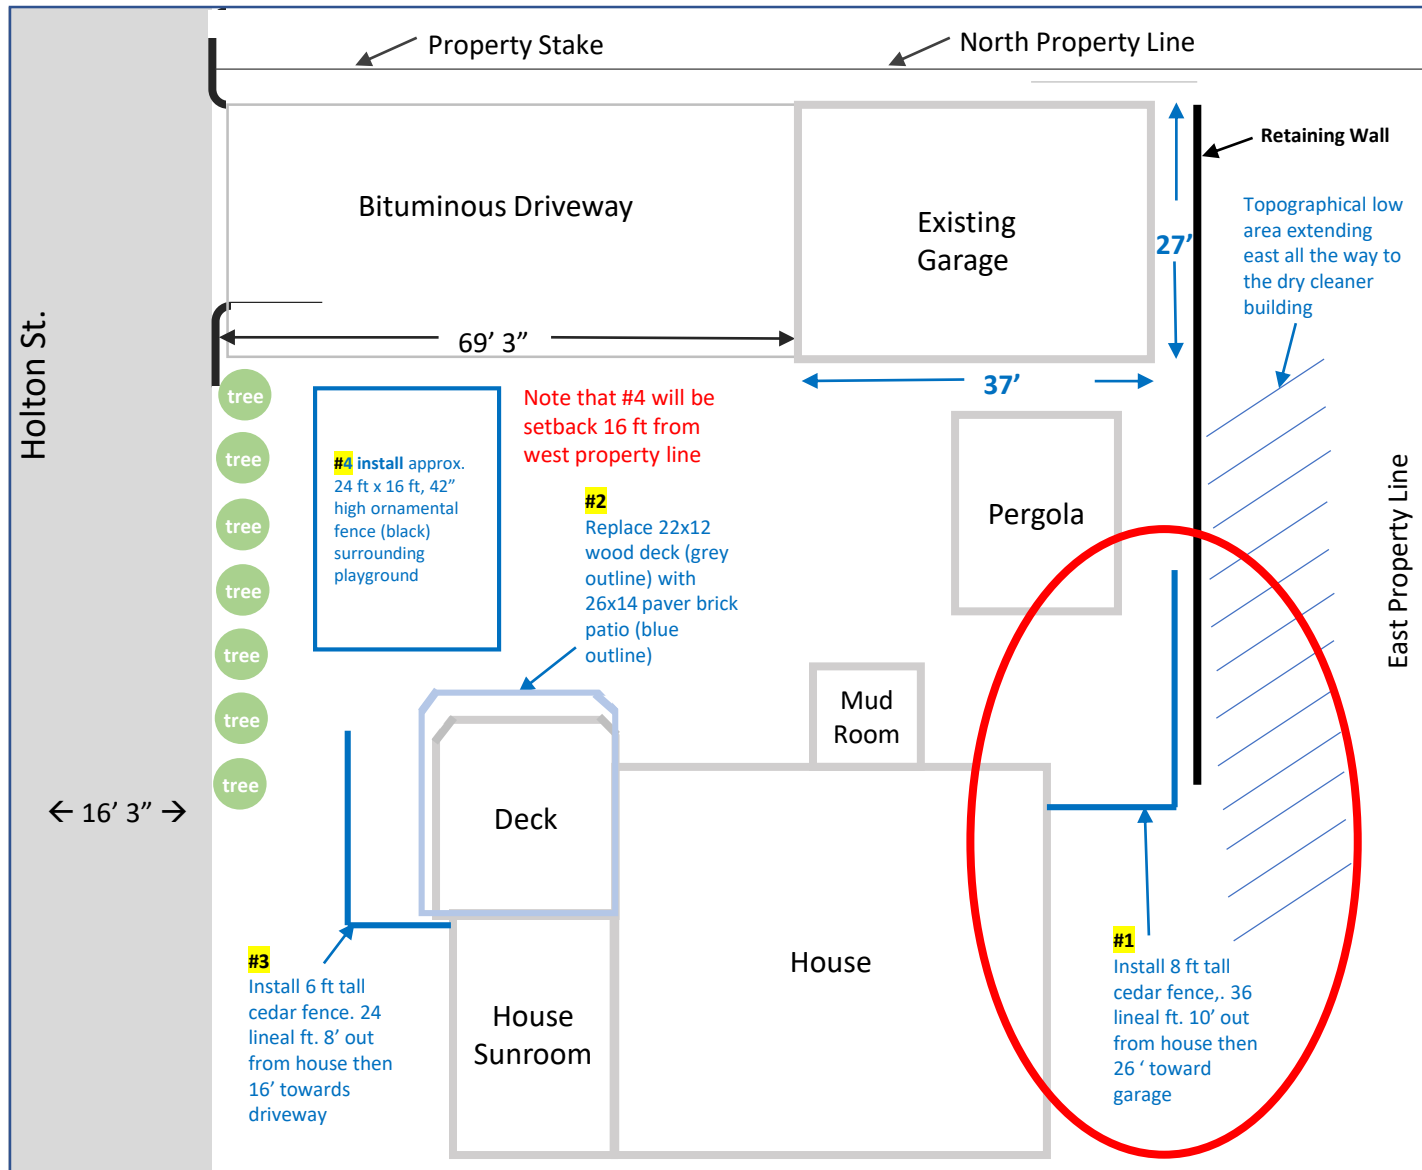 Property Stake
North Property Line
Retaining Wall
Bituminous Driveway
Existing
Garage
27’
Topographical low
area extending
east all the way to
the dry cleaner
building
69’ 3”
37’
Holton St.
tree
tree
tree
tree
tree
tree
tree
Note that #4 will be
setback 16 ft from
west property line
#4 install approx.
24 ft x 16 ft, 42”
high ornamental
fence (black)
surrounding
playground
#2
Replace 22x12
wood deck (grey
outline) with
26x14 paver brick
patio (blue
outline)
Pergola
East Property Line
Mud
Room
← 16’ 3” →
Deck
#3
Install 6 ft tall
cedar fence. 24
lineal ft. 8’ out
from house then
16’ towards
driveway
House
Sunroom
House
#1
Install 8 ft tall
cedar fence,. 36
lineal ft. 10’ out
from house then
26 ‘ toward
garage